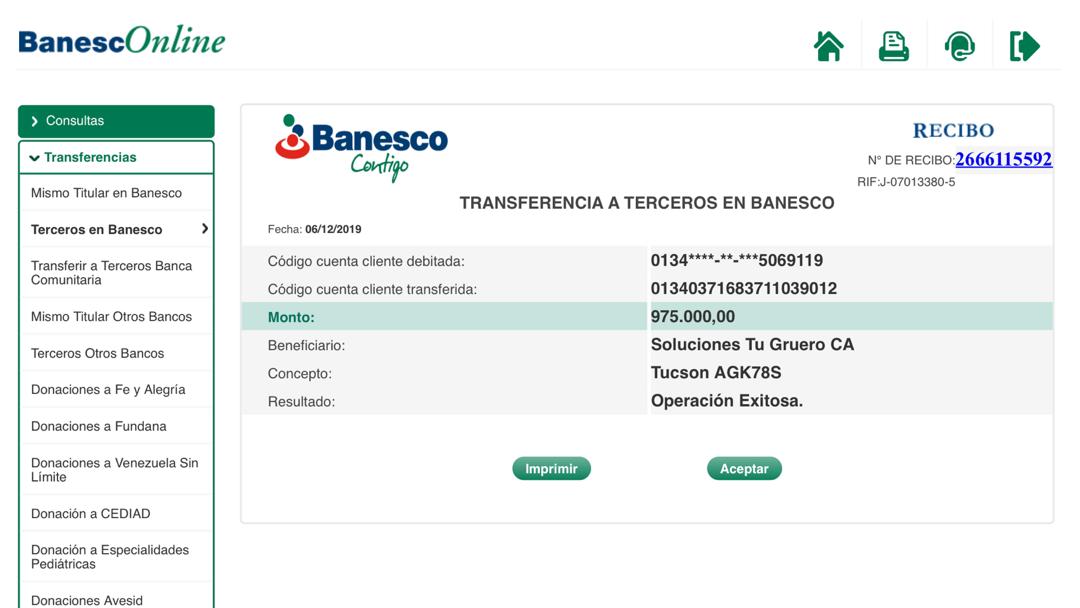 BanescOnline
Consultas
Transferencias
Mismo Titular en Banesco
Terceros en Banesco
Transferir a Terceros Banca
Comunitaria
Mismo Titular Otros Bancos
Terceros Otros Bancos
Donaciones a Fe y Alegría
Donaciones a Fundana
Donaciones a Venezuela Sin
Límite
Donación a CEDIAD
Donación a Especialidades
Pediátricas
Donaciones Avesid
Banesco
Contigo
RECIBO
N° DE RECIBO:2666115592
RIF:J-07013380-5
TRANSFERENCIA A TERCEROS EN BANESCO
Fecha: 06/12/2019
Código cuenta cliente debitada: 0134****-**-***5069119
Código cuenta cliente transferida: 01340371683711039012
Monto: 975.000,00
Beneficiario: Soluciones Tu Gruero CA
Concepto: Tucson AGK78S
Resultado: Operación Exitosa.
Imprimir Aceptar